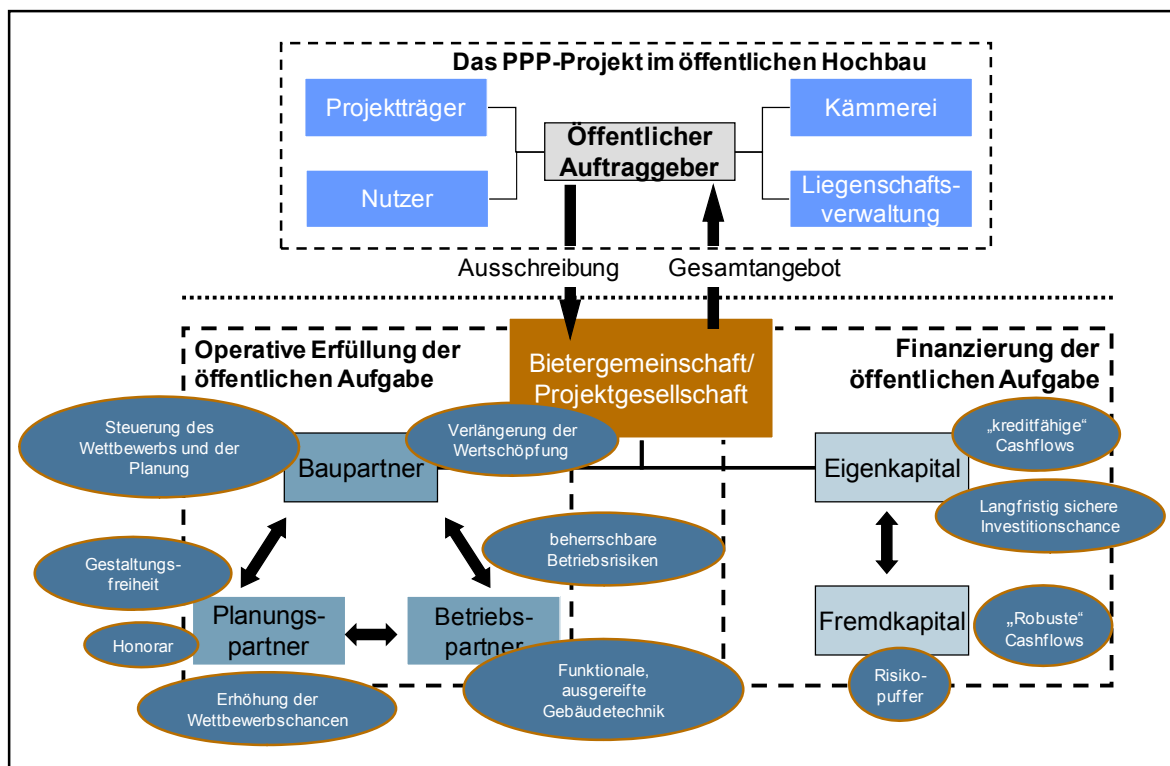 Das PPP-Projekt im öffentlichen Hochbau
Projektträger
Kämmerei
Öffentlicher
Auftraggeber
Nutzer
Liegenschafts-
verwaltung
Ausschreibung
Gesamtangebot
Operative Erfüllung der
öffentlichen Aufgabe
Bietergemeinschaft/
Projektgesellschaft
Finanzierung der
öffentlichen Aufgabe
Steuerung des
Wettbewerbs und der
Planung
Verlängerung der
Wertschöpfung
Baupartner
„kreditfähige“
Cashflows
Eigenkapital
Langfristig sichere
Investitionschance
beherrschbare
Betriebsrisiken
Gestaltungs-
freiheit
Planungs-
partner
Betriebs-
partner
Fremdkapital
„Robuste“
Cashflows
Honorar
Funktionale,
ausgereifte
Gebäudetechnik
Risiko-
puffer
Erhöhung der
Wettbewerbschancen